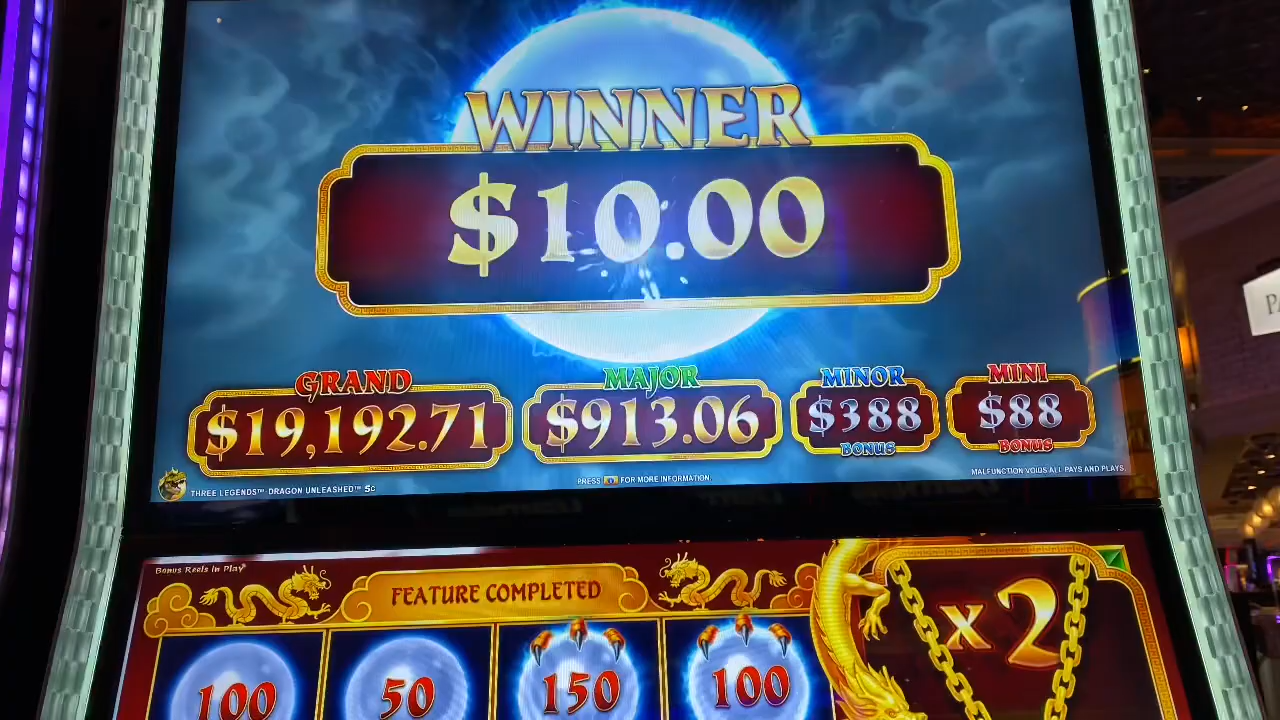 WINNER
$10.00
GRAND
$19,192.71
MAJOR
$913.06
MINOR
$388
BONUS
MINI
$88
BONUS
THREE LEGENDS™ DRAGON UNLEASHED™ 5¢
PRESS FOR MORE INFORMATION.
MALFUNCTION VOIDS ALL PAYS AND PLAYS.
Bonus Reels in Play
FEATURE COMPLETED
x2
100
50
150
100
P